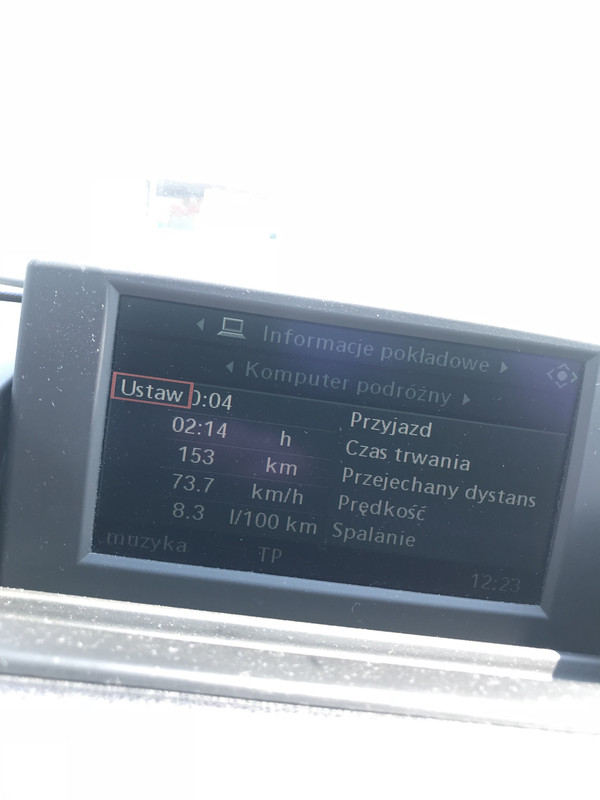 Informacje pokładowe
Komputer podróżny
Ustaw 0:04 Przyjazd
02:14 h Czas trwania
153 km Przejechany dystans
73.7 km/h Prędkość
8.3 l/100 km Spalanie
muzyka TP 12:23